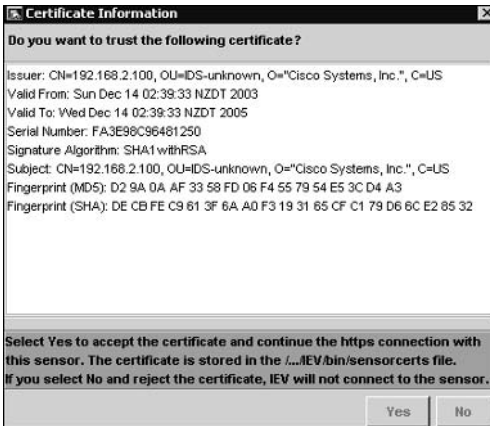 Certificate Information
Do you want to trust the following certificate?
Issuer: CN=192.168.2.100, OU=IDS-unknown, O="Cisco Systems, Inc.", C=US
Valid From: Sun Dec 14 02:39:33 NZDT 2003
Valid To: Wed Dec 14 02:39:33 NZDT 2005
Serial Number: FA3E98C96481250
Signature Algorithm: SHA1withRSA
Subject: CN=192.168.2.100, OU=IDS-unknown, O="Cisco Systems, Inc.", C=US
Fingerprint (MD5): D2 9A 0A AF 33 58 FD 06 F4 55 79 54 E5 3C D4 A3
Fingerprint (SHA): DE CB FE C9 61 3F 6A A0 F3 19 31 65 CF C1 79 D6 6C E2 85 32
Select Yes to accept the certificate and continue the https connection with
this sensor. The certificate is stored in the /.../IEV/bin/sensorcerts file.
If you select No and reject the certificate, IEV will not connect to the sensor.
Yes
No